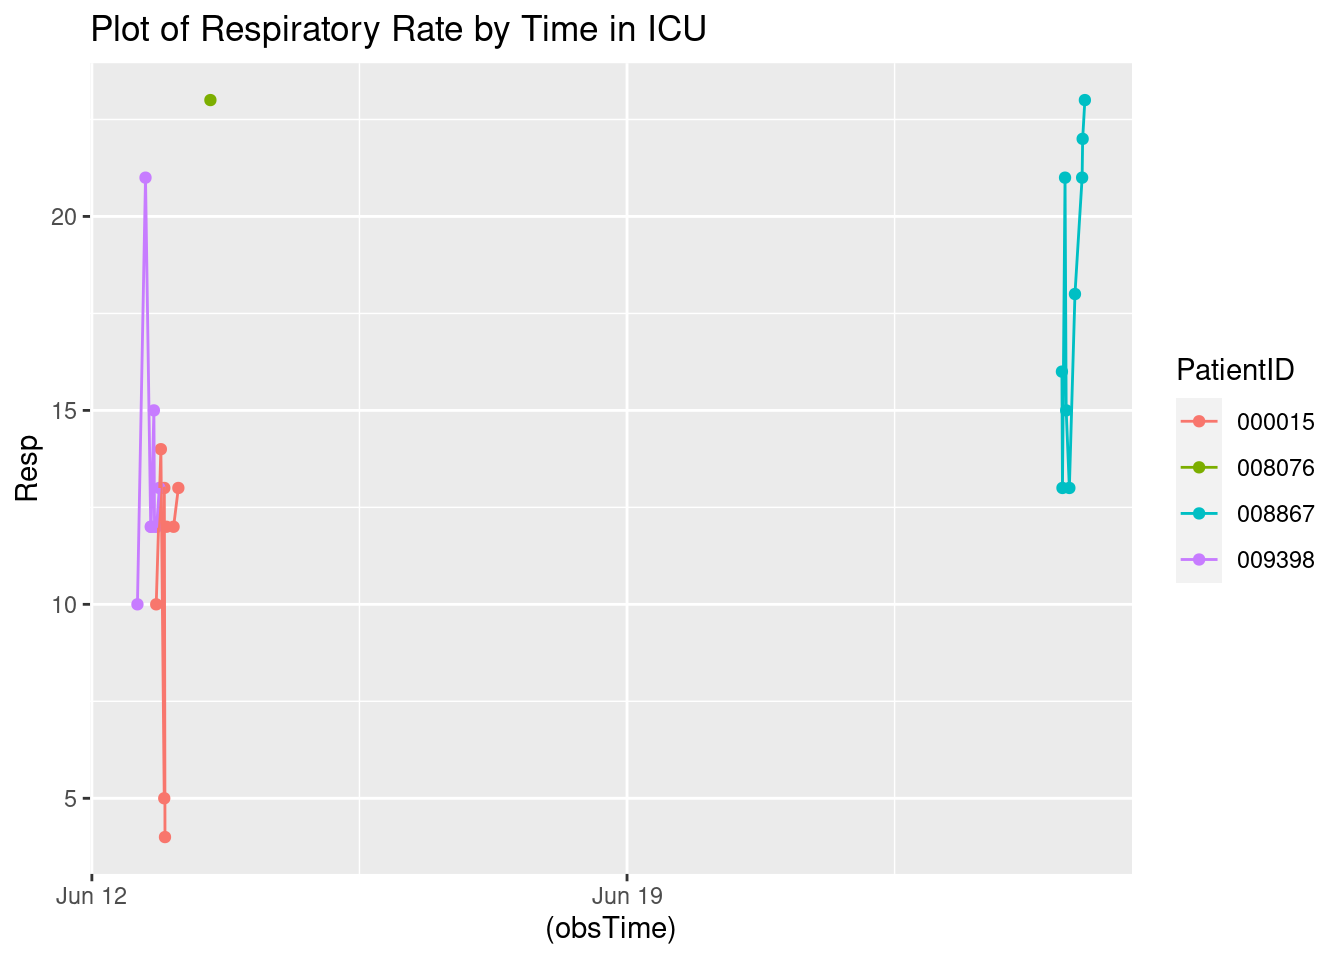 Plot of Respiratory Rate by Time in ICU
Resp
20
15
10
5
Jun 12
Jun 19
(obsTime)
PatientID
000015
008076
008867
009398